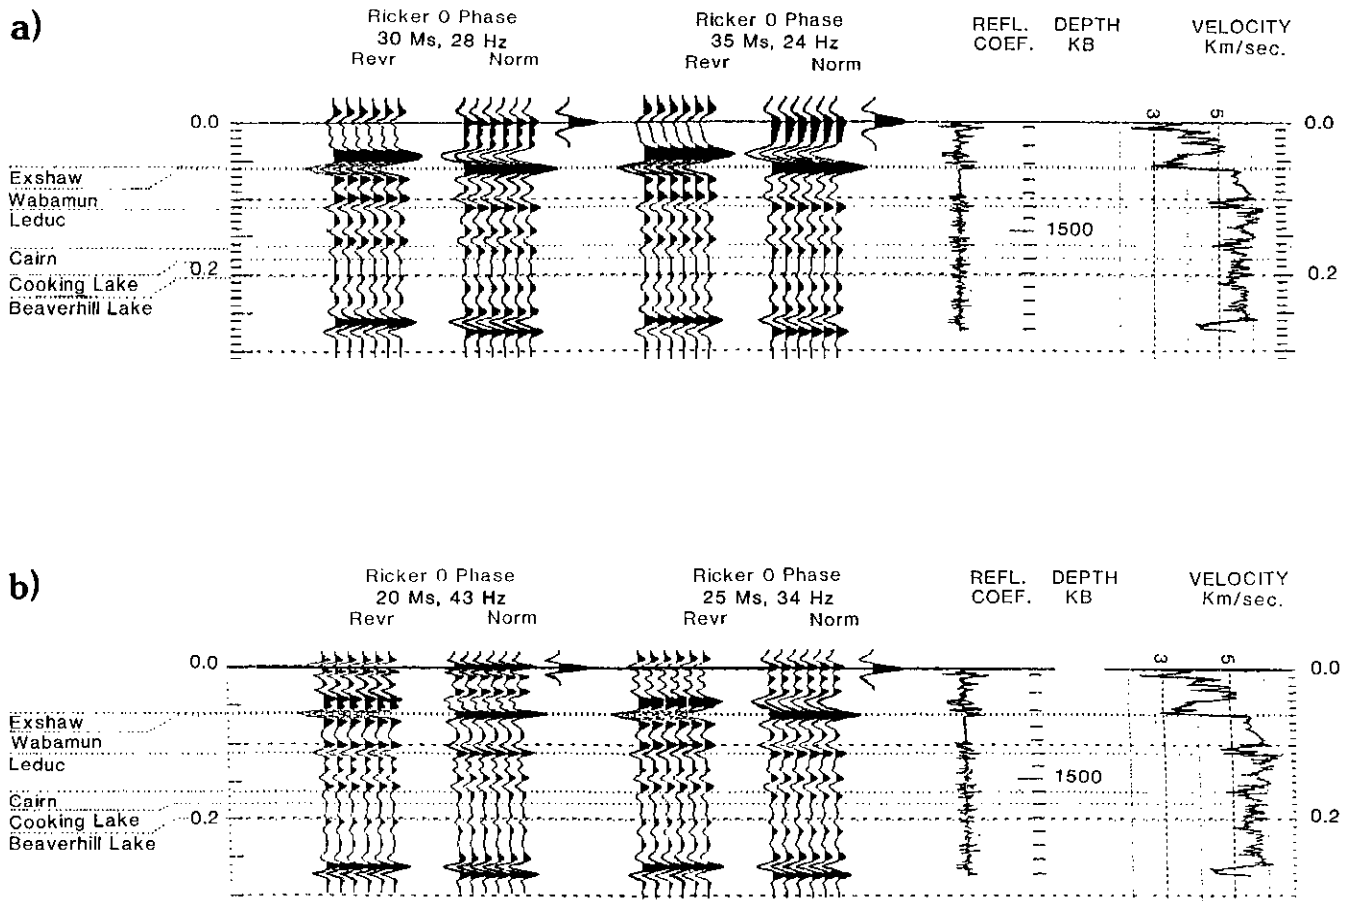 a)
Ricker 0 Phase
30 Ms, 28 Hz
Revr Norm
Ricker 0 Phase
35 Ms, 24 Hz
Revr Norm
REFL.
COEF.
DEPTH
KB
VELOCITY
Km/sec.
0.0
3 5
0.0
Exshaw
Wabamun
Leduc
1500
Cairn
0.2
0.2
Cooking Lake
Beaverhill Lake
b)
Ricker 0 Phase
20 Ms, 43 Hz
Revr Norm
Ricker 0 Phase
25 Ms, 34 Hz
Revr Norm
REFL.
COEF.
DEPTH
KB
VELOCITY
Km/sec.
0.0
3 5
0.0
Exshaw
Wabamun
Leduc
1500
Cairn
Cooking Lake
0.2
0.2
Beaverhill Lake